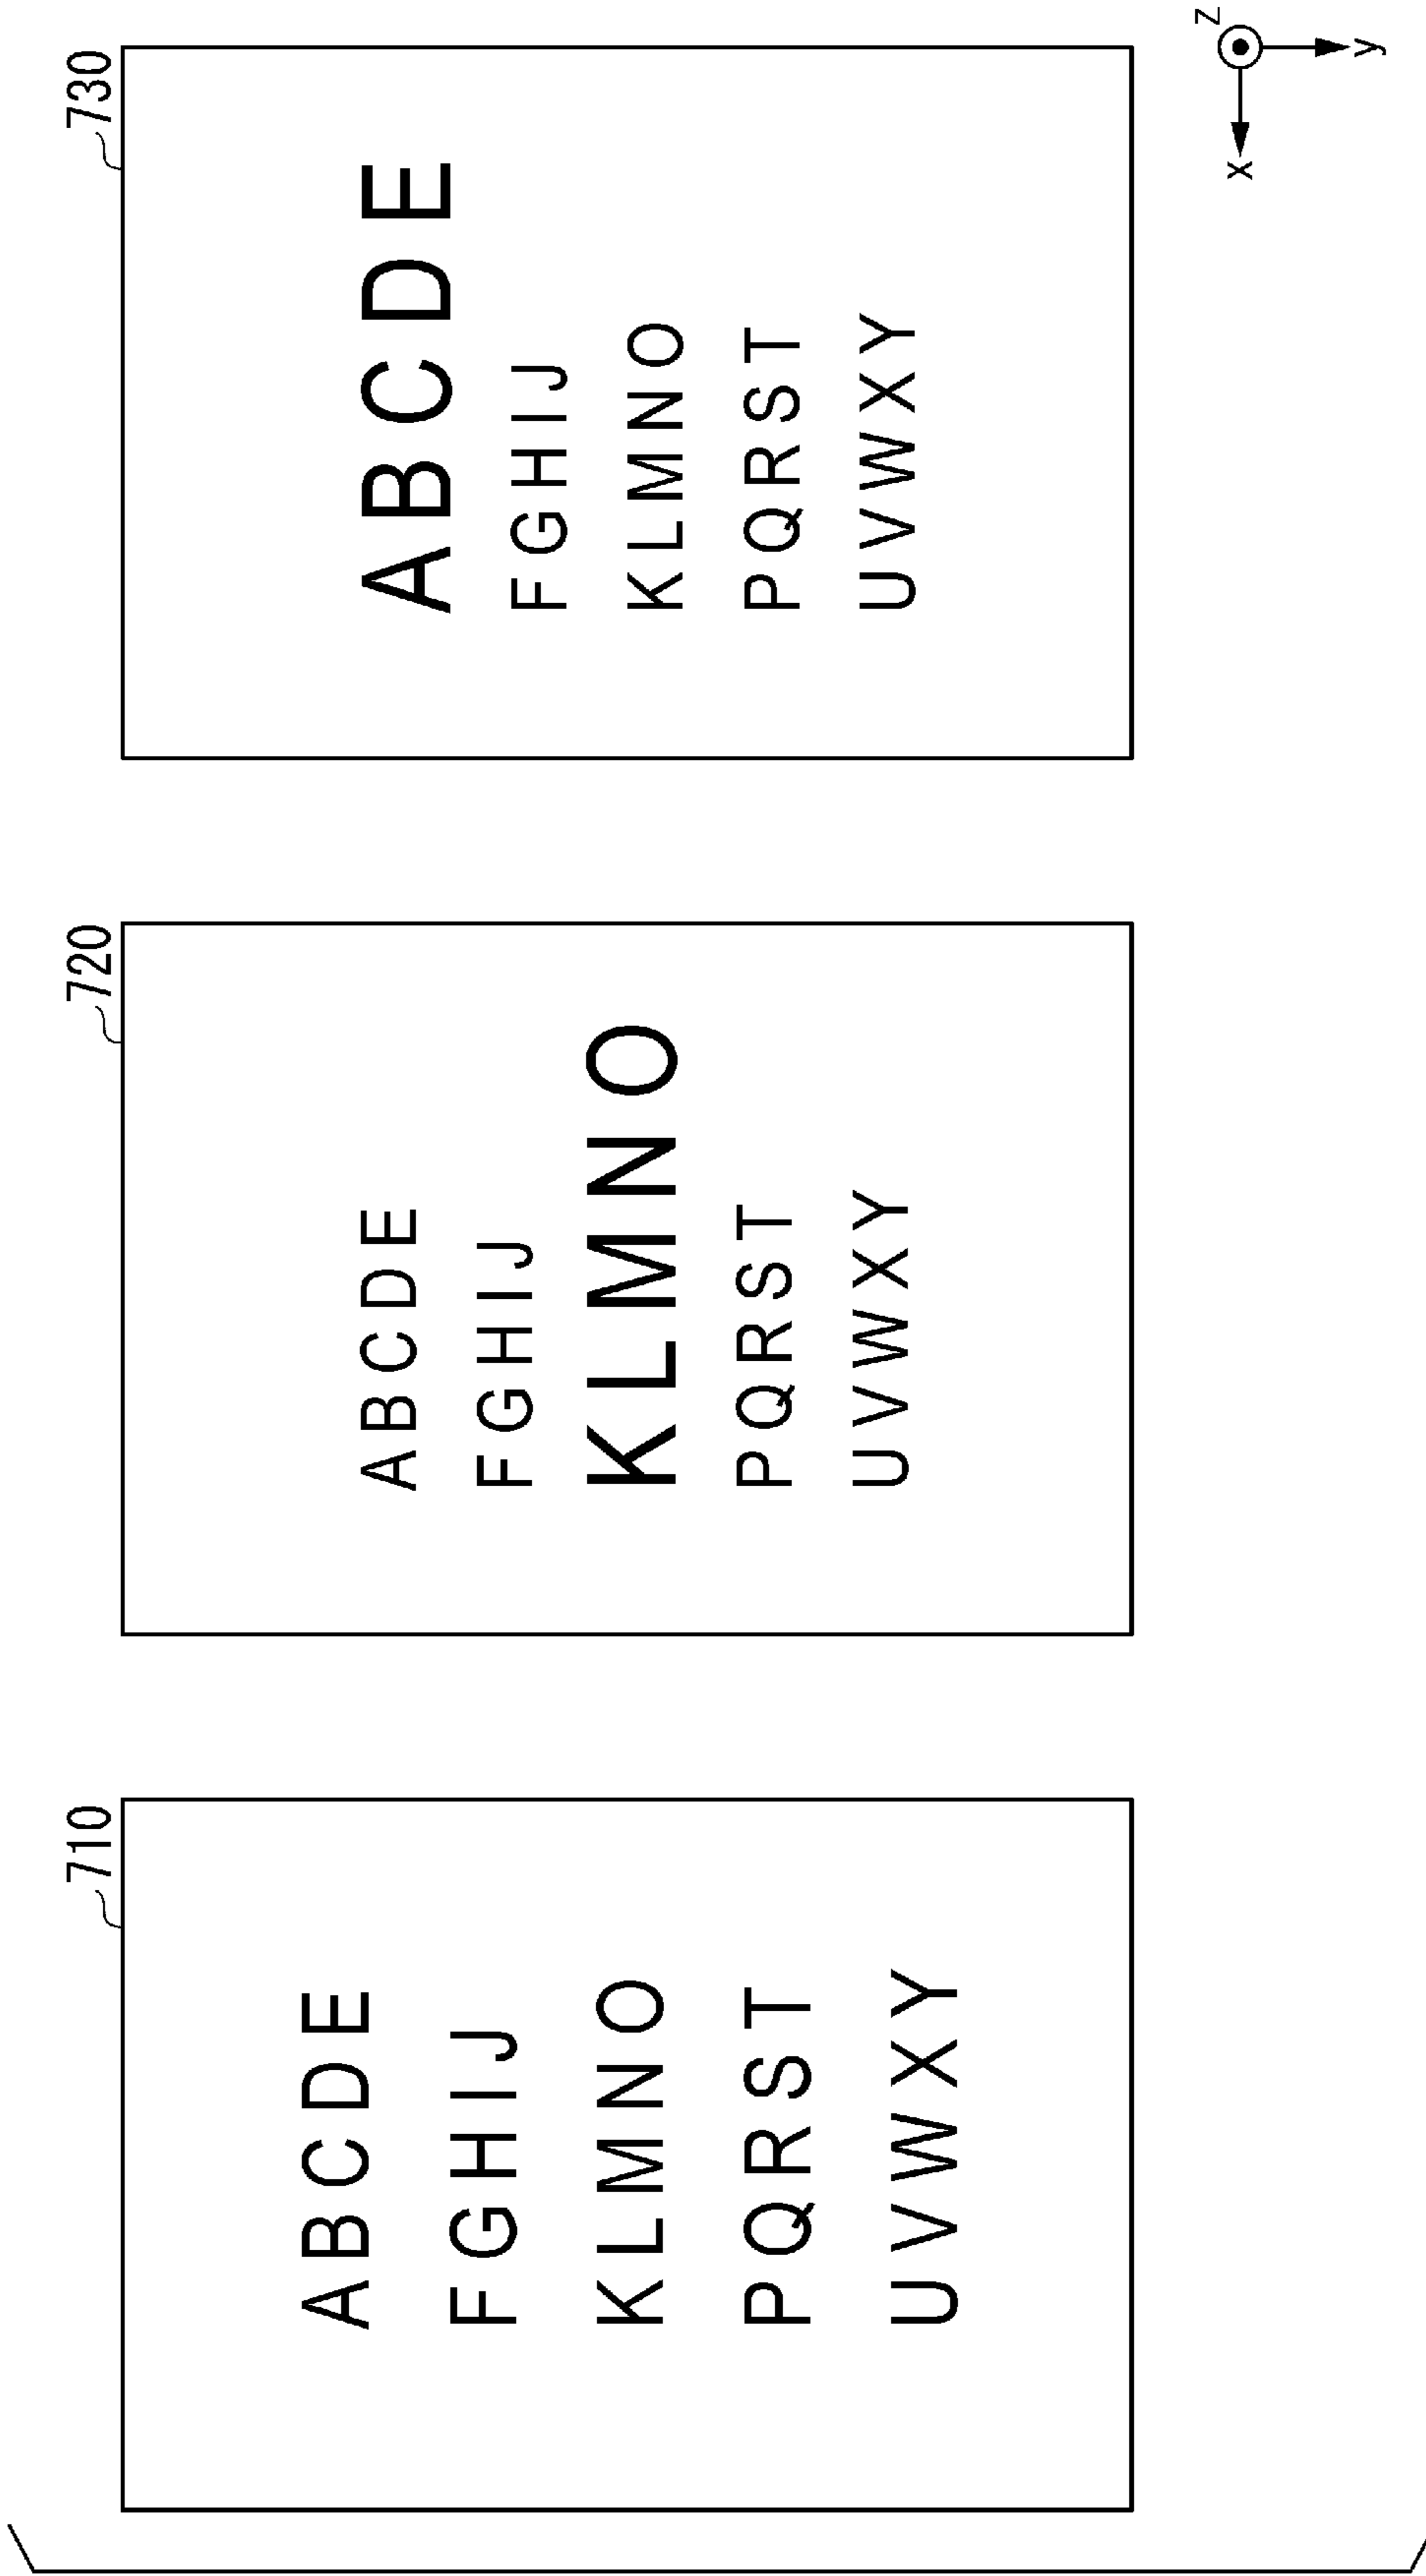 710
ABCDE
FGHIJ
KLMNO
PQRST
UVWXY
720
ABCDE
FGHIJ
KLMNO
PQRST
UVWXY
730
ABCDE
FGHIJ
KLMNO
PQRST
UVWXY
z
x
y